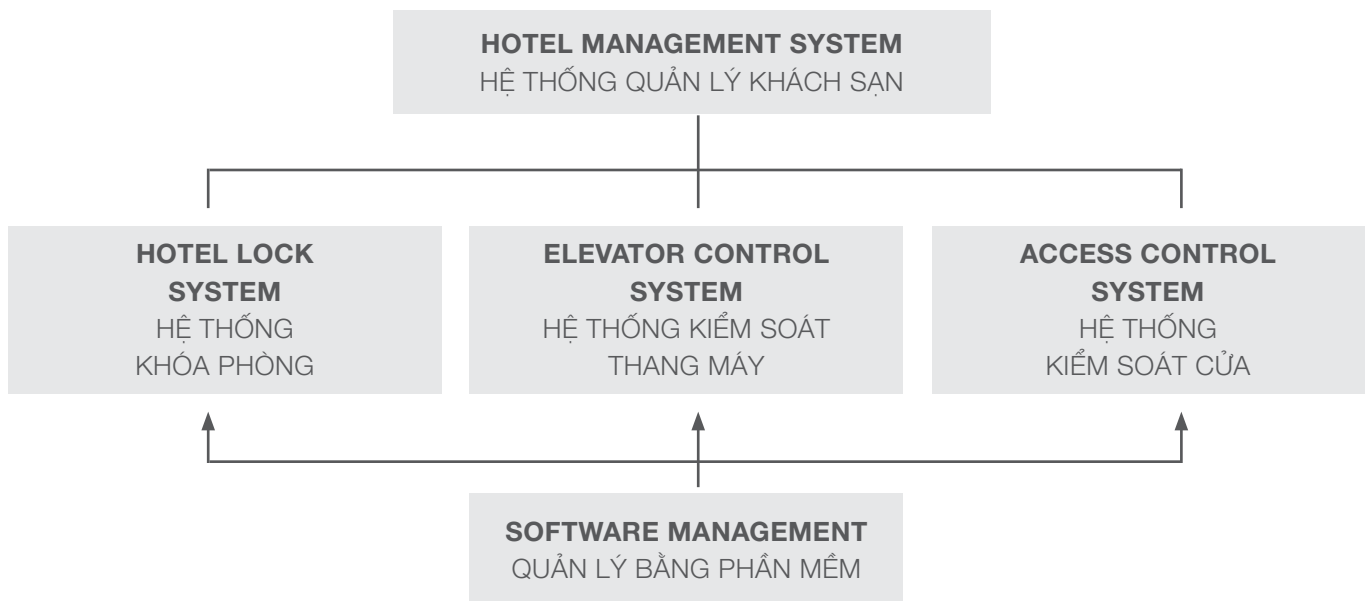 HOTEL MANAGEMENT SYSTEM
HỆ THỐNG QUẢN LÝ KHÁCH SẠN
HOTEL LOCK
SYSTEM
HỆ THỐNG
KHÓA PHÒNG
ELEVATOR CONTROL
SYSTEM
HỆ THỐNG KIỂM SOÁT
THANG MÁY
ACCESS CONTROL
SYSTEM
HỆ THỐNG
KIỂM SOÁT CỬA
SOFTWARE MANAGEMENT
QUẢN LÝ BẰNG PHẦN MỀM